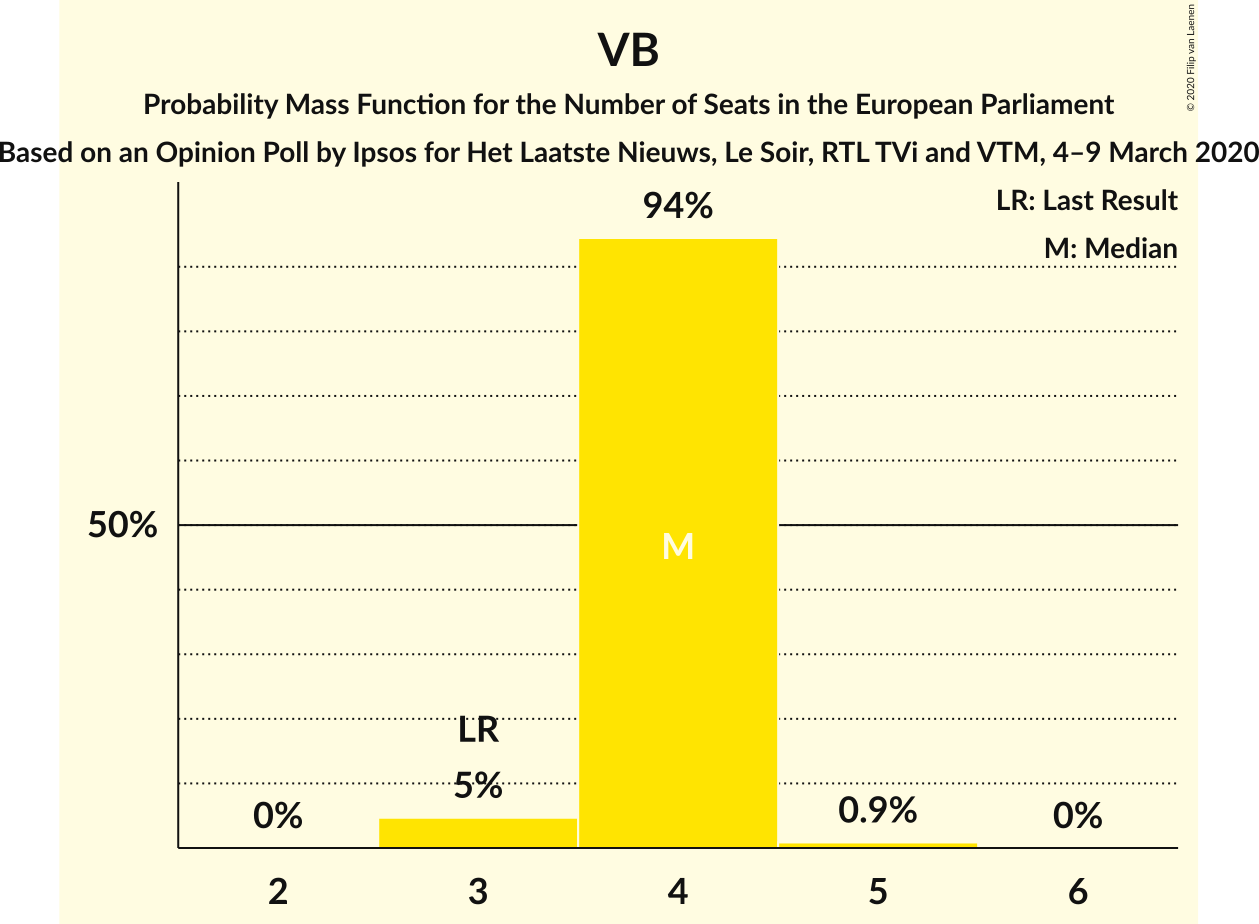 VB
Probability Mass Function for the Number of Seats in the European Parliament
Based on an Opinion Poll by Ipsos for Het Laatste Nieuws, Le Soir, RTL TVi and VTM, 4–9 March 2020
© 2020 Filip van Laenen
LR: Last Result
M: Median
94%
50%
M
LR
5%
0%
0.9%
0%
2 3 4 5 6